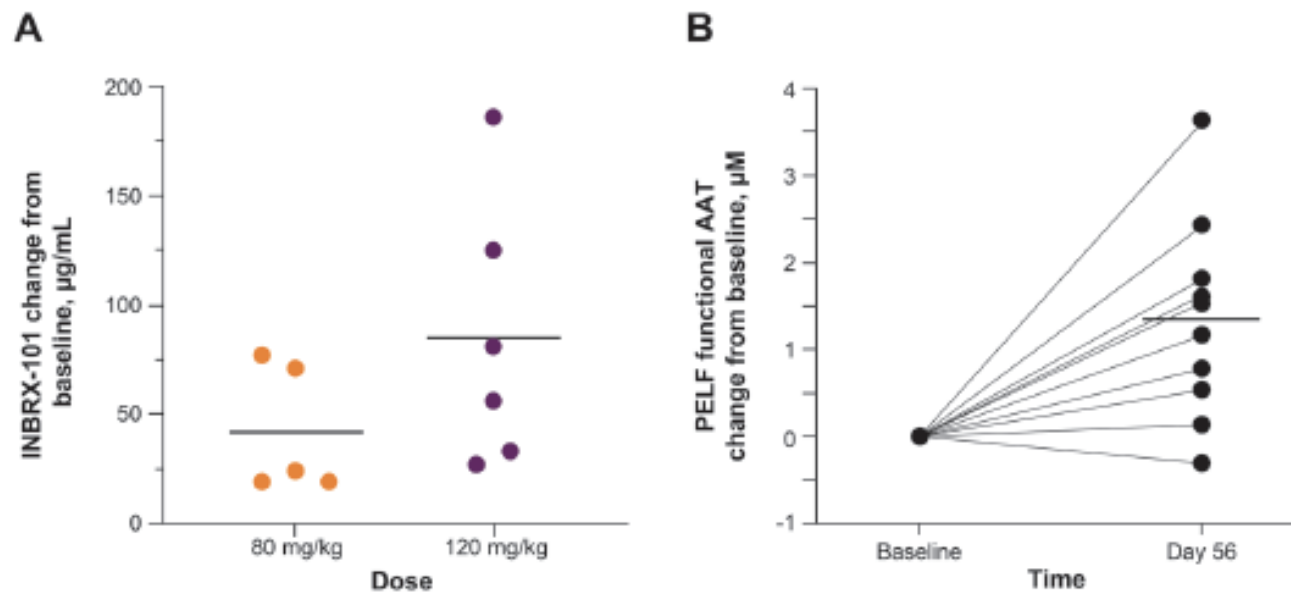 A
INBRX-101 change from
baseline, µg/mL
200
150
100
50
0
80 mg/kg
120 mg/kg
Dose
B
PELF functional AAT
change from baseline, µM
4
3
2
1
0
-1
Baseline
Day 56
Time